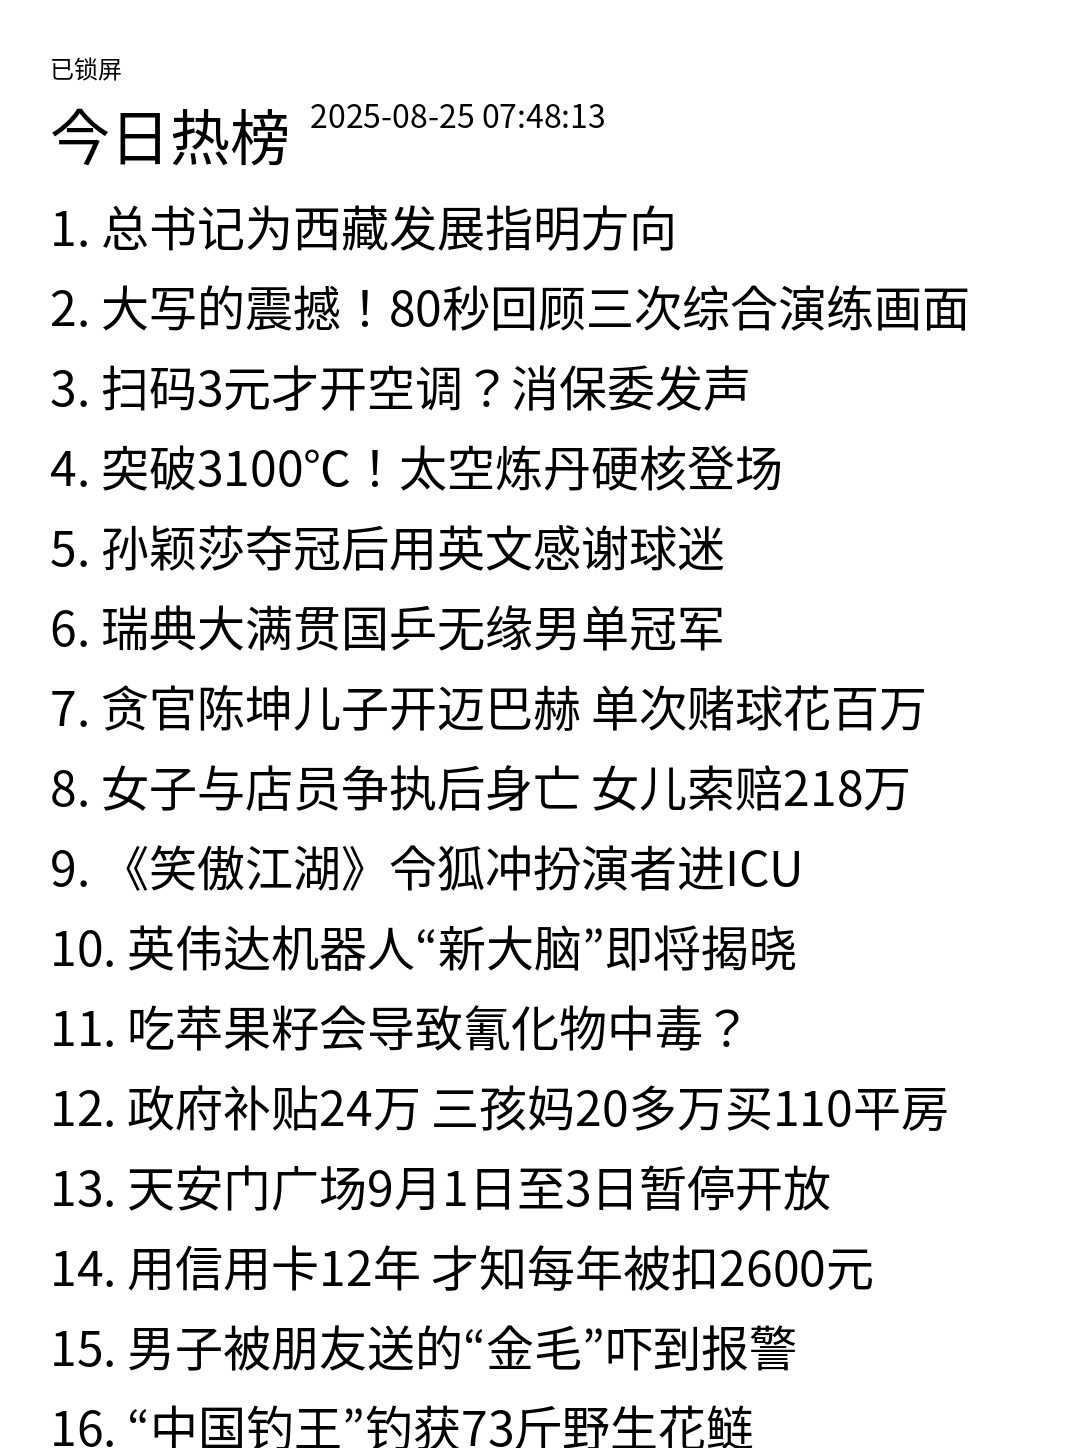 已锁屏
今日热榜 2025-08-25 07:48:13
1. 总书记为西藏发展指明方向
2. 大写的震撼！80秒回顾三次综合演练画面
3. 扫码3元才开空调？消保委发声
4. 突破3100℃！太空炼丹硬核登场
5. 孙颖莎夺冠后用英文感谢球迷
6. 瑞典大满贯国乒无缘男单冠军
7. 贪官陈坤儿子开迈巴赫 单次赌球花百万
8. 女子与店员争执后身亡 女儿索赔218万
9. 《笑傲江湖》令狐冲扮演者进ICU
10. 英伟达机器人“新大脑”即将揭晓
11. 吃苹果籽会导致氰化物中毒？
12. 政府补贴24万 三孩妈20多万买110平房
13. 天安门广场9月1日至3日暂停开放
14. 用信用卡12年 才知每年被扣2600元
15. 男子被朋友送的“金毛”吓到报警
16. “中国钓王”钓获73斤野生花鲢